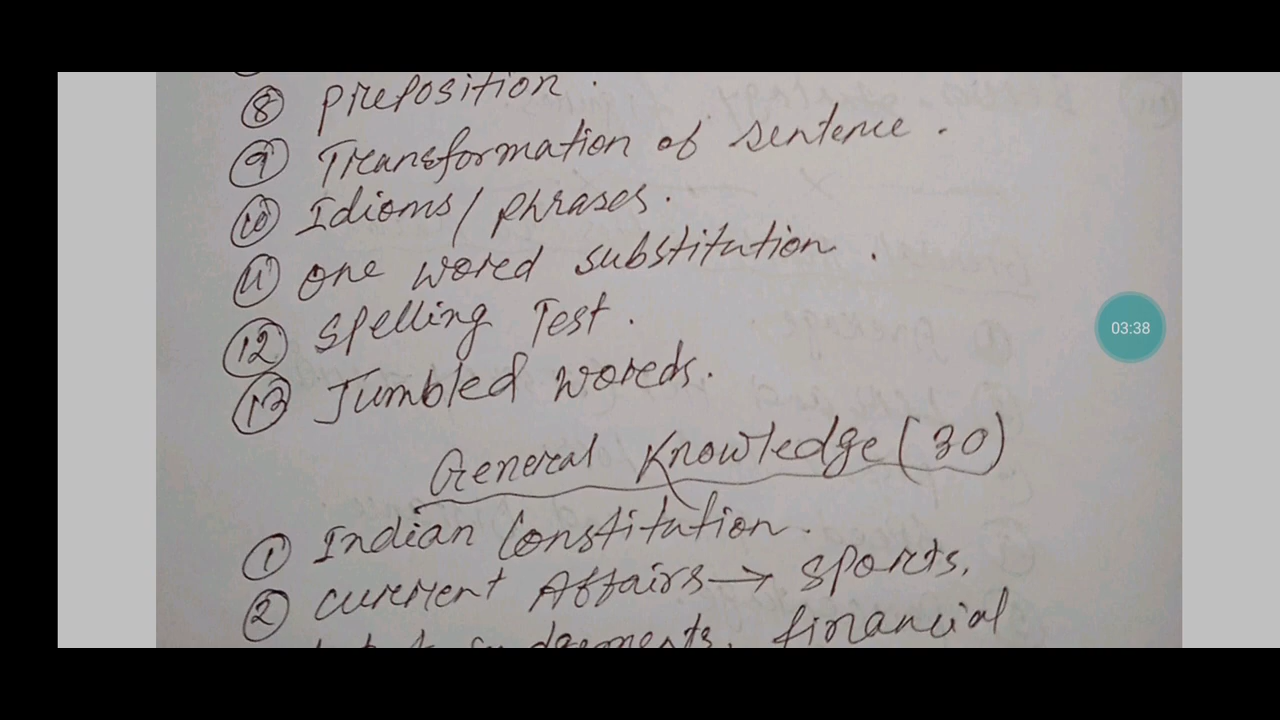 ⑧ Preposition.
⑨ Transformation of sentence.
⑩ Idioms/phrases.
⑪ one word substitution.
⑫ Spelling Test.
⑬ Jumbled words.
General Knowledge (30)
① Indian Constitution.
② current Affairs → sports,
judgements, financial
03:38